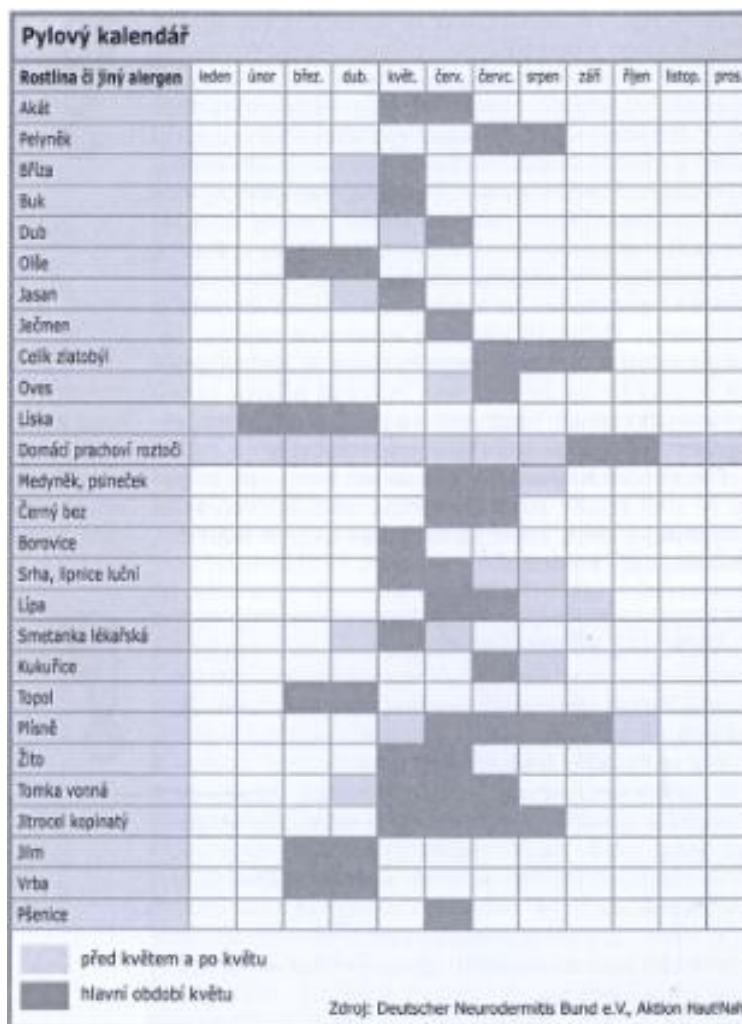 Pylový kalendář
Rostlina či jiný alergen leden únor břez. dub. květ. červ. červc. srpen září říjen listop. pros.
Akát
Pelyněk
Bříza
Buk
Dub
Olše
Jasan
Ječmen
Celík zlatobýl
Oves
Líska
Domácí prachoví roztoči
Medyněk, psineček
Černý bez
Borovice
Srha, lipnice luční
Lípa
Smetanka lékařská
Kukuřice
Topol
Plísně
Žito
Tomka vonná
Jitrocel kopinatý
Jilm
Vrba
Pšenice
před květem a po květu
hlavní období květu
Zdroj: Deutscher Neurodermitis Bund e.V., Aktion HautNah